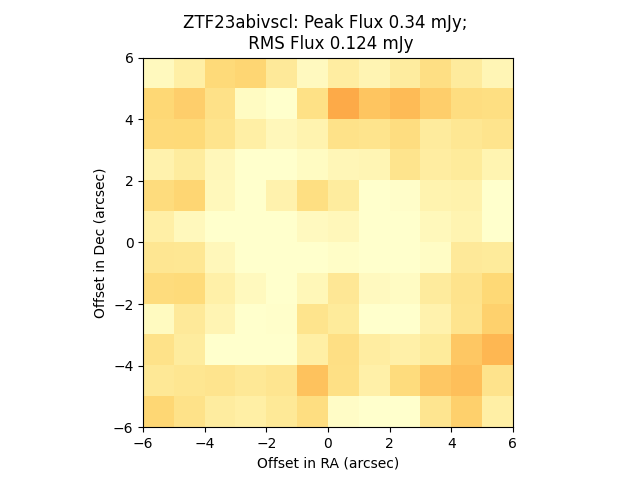 ZTF23abivscl: Peak Flux 0.34 mJy;
RMS Flux 0.124 mJy
6
4
2
0
−2
−4
−6
Offset in Dec (arcsec)
−6 −4 −2 0 2 4 6
Offset in RA (arcsec)